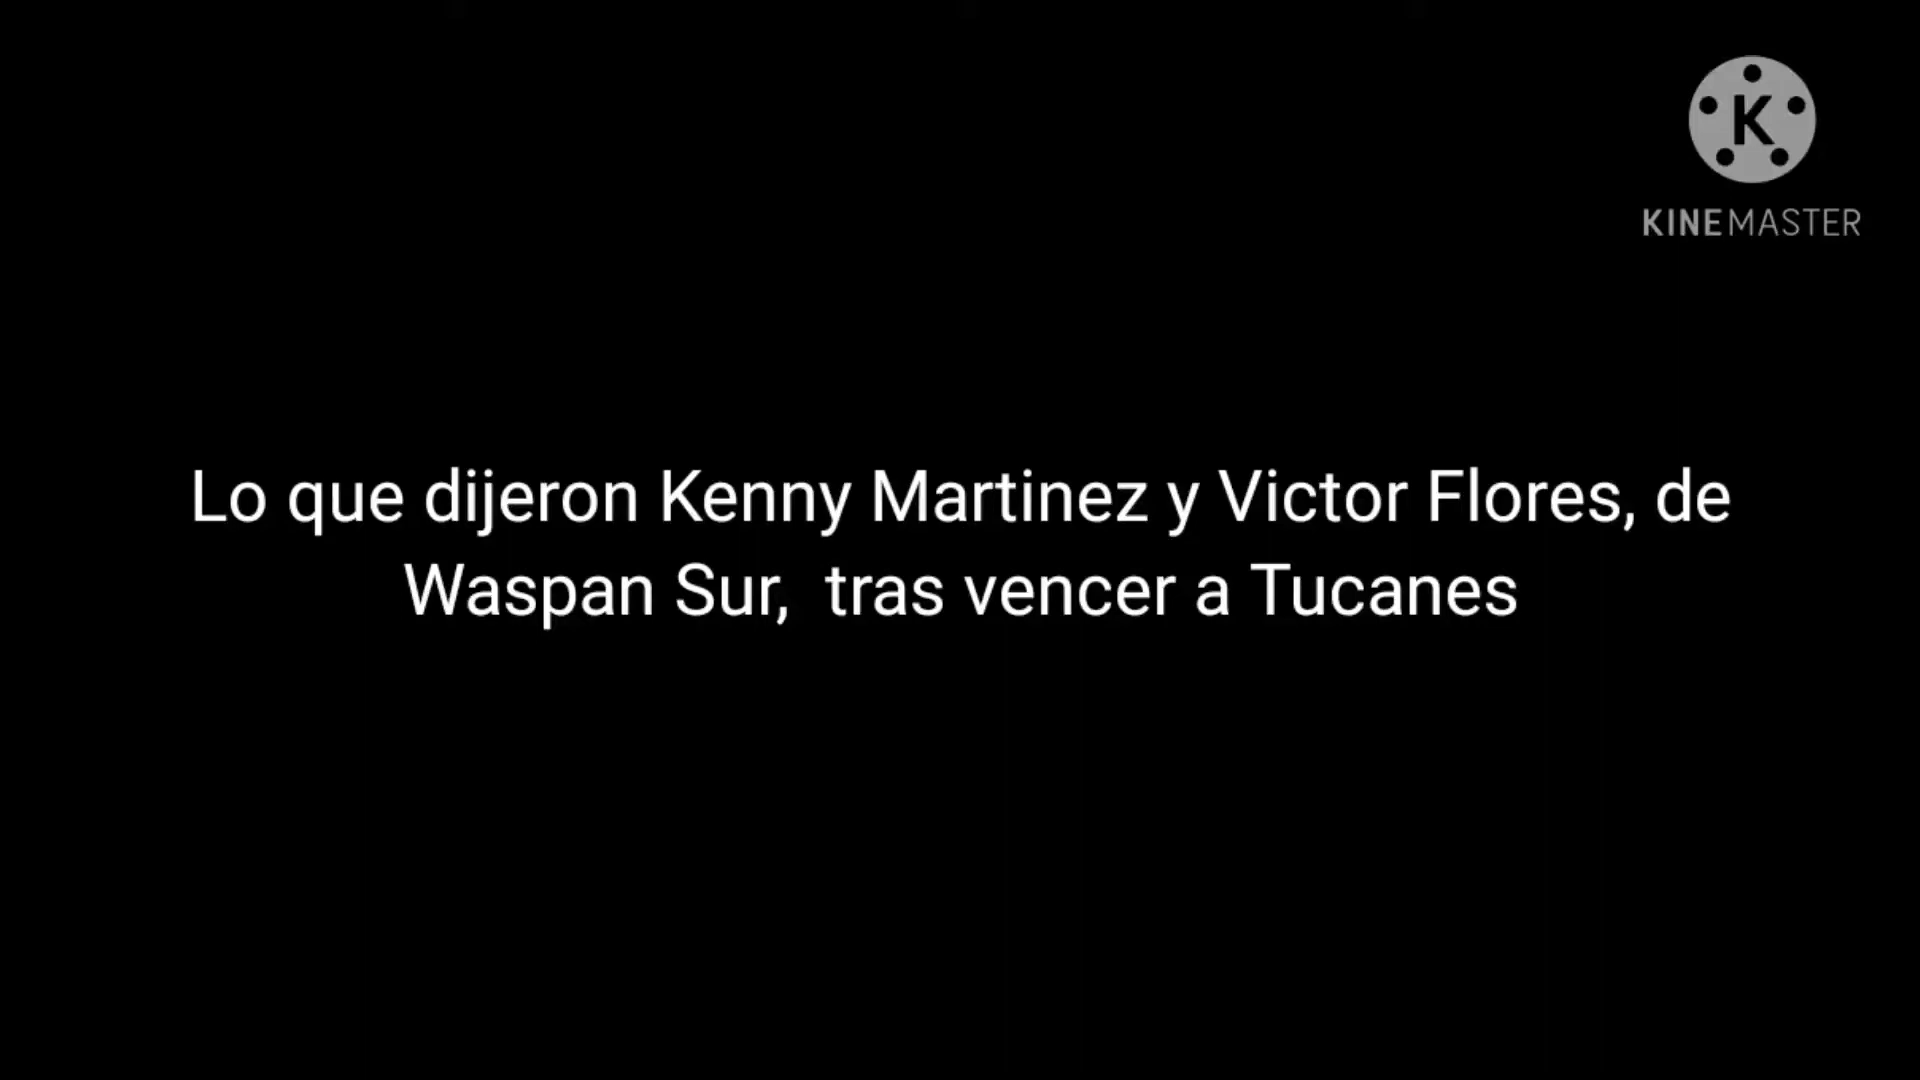 K
KINEMASTER
Lo que dijeron Kenny Martinez y Victor Flores, de
Waspan Sur,  tras vencer a Tucanes